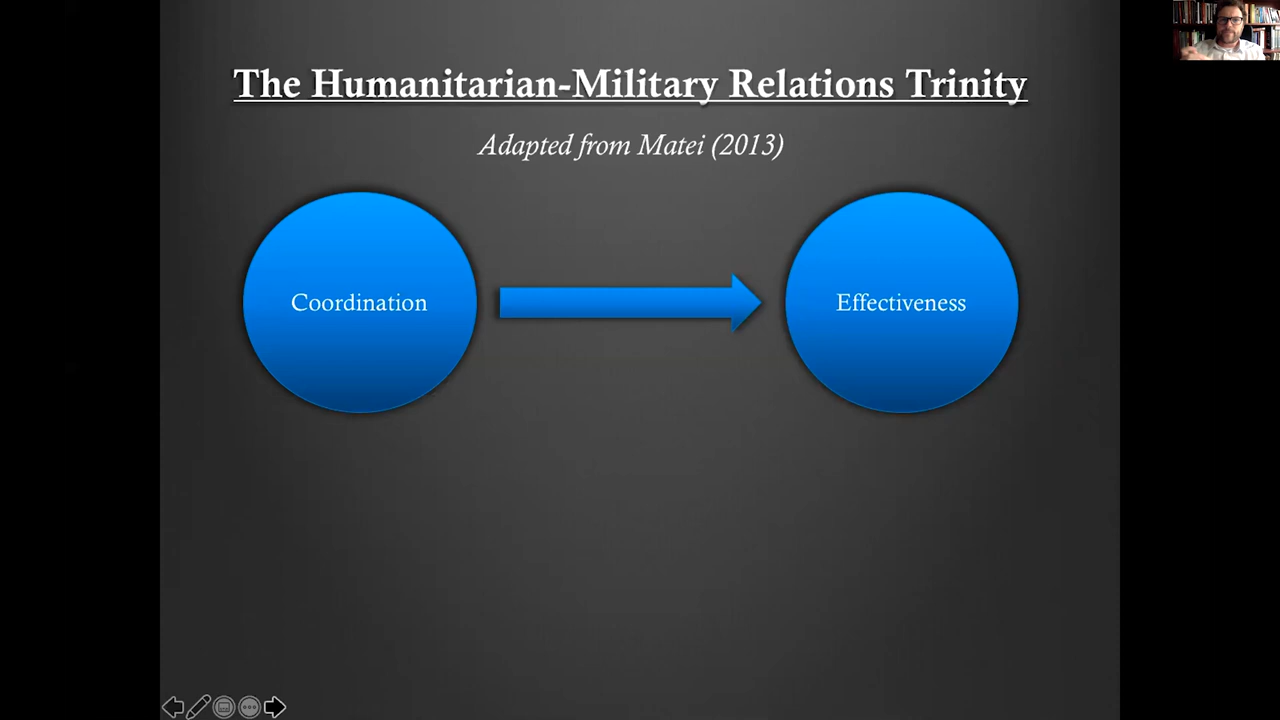 The Humanitarian-Military Relations Trinity
Adapted from Matei (2013)
Coordination
Effectiveness